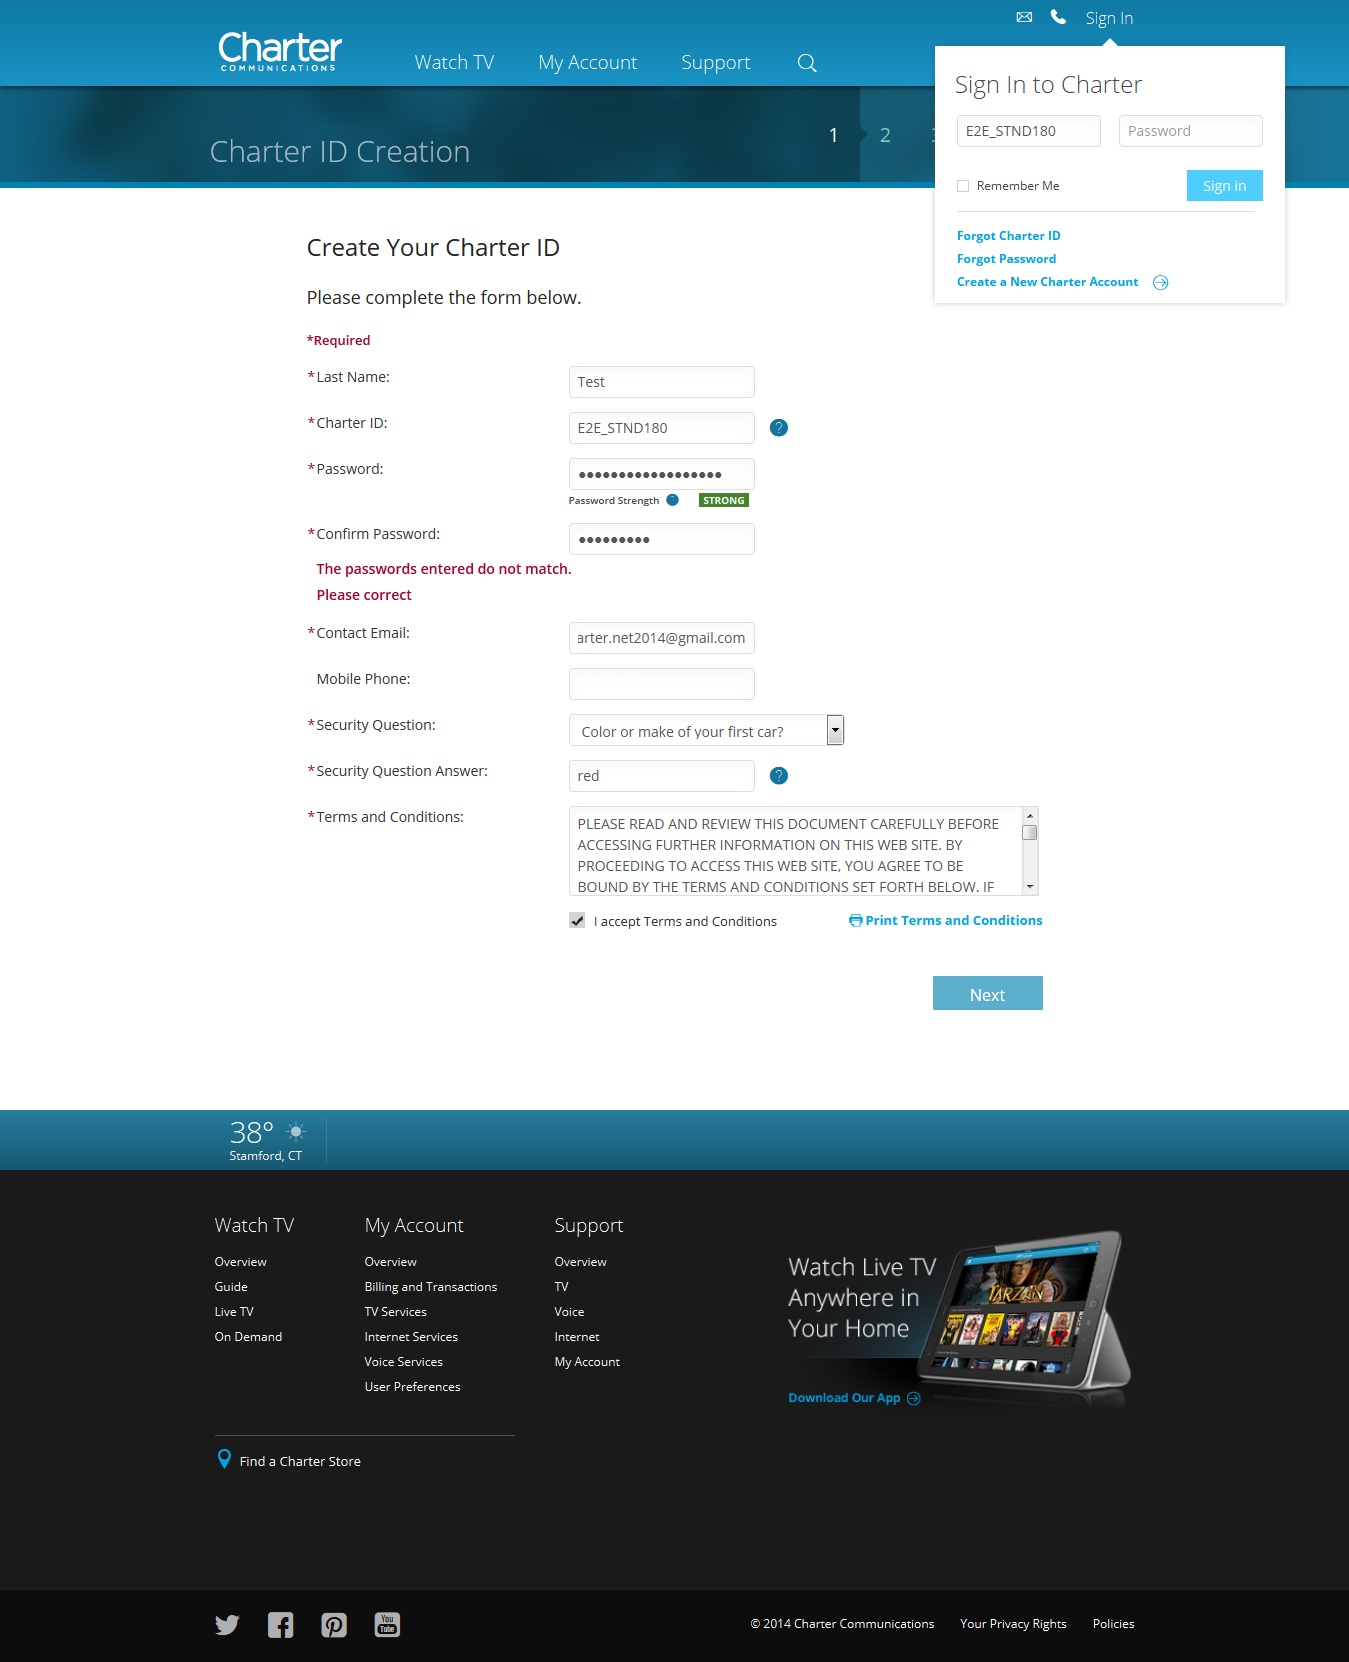 Sign In
Charter
COMMUNICATIONS
Watch TV
My Account
Support
Sign In to Charter
E2E_STND180
Password
Remember Me
Sign in
Forgot Charter ID
Forgot Password
Create a New Charter Account
Charter ID Creation
1
2
Create Your Charter ID
Please complete the form below.
*Required
*Last Name:
Test
*Charter ID:
E2E_STND180
?
*Password:
••••••••••••••••••
Password Strength
STRONG
*Confirm Password:
•••••••••
The passwords entered do not match.
Please correct
*Contact Email:
arter.net2014@gmail.com
Mobile Phone:
*Security Question:
Color or make of your first car?
*Security Question Answer:
red
?
*Terms and Conditions:
PLEASE READ AND REVIEW THIS DOCUMENT CAREFULLY BEFORE
ACCESSING FURTHER INFORMATION ON THIS WEB SITE. BY
PROCEEDING TO ACCESS THIS WEB SITE, YOU AGREE TO BE
BOUND BY THE TERMS AND CONDITIONS SET FORTH BELOW. IF
I accept Terms and Conditions
Print Terms and Conditions
Next
38°
Stamford, CT
Watch TV
Overview
Guide
Live TV
On Demand
My Account
Overview
Billing and Transactions
TV Services
Internet Services
Voice Services
User Preferences
Support
Overview
TV
Voice
Internet
My Account
Watch Live TV
Anywhere in
Your Home
TARZAN
Download Our App
Find a Charter Store
You
Tube
© 2014 Charter Communications
Your Privacy Rights
Policies